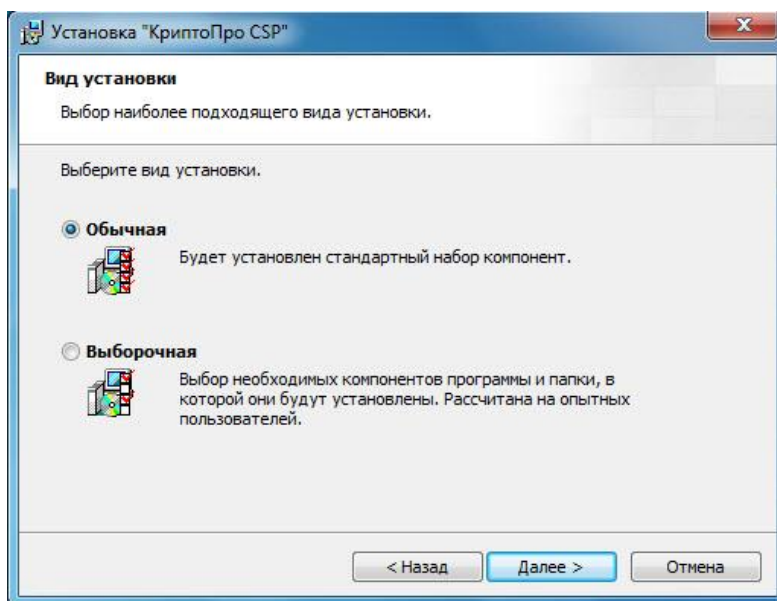 Установка "КриптоПро CSP"
Вид установки
Выбор наиболее подходящего вида установки.
Выберите вид установки.
Обычная
Будет установлен стандартный набор компонент.
Выборочная
Выбор необходимых компонентов программы и папки, в
которой они будут установлены. Рассчитана на опытных
пользователей.
< Назад
Далее >
Отмена